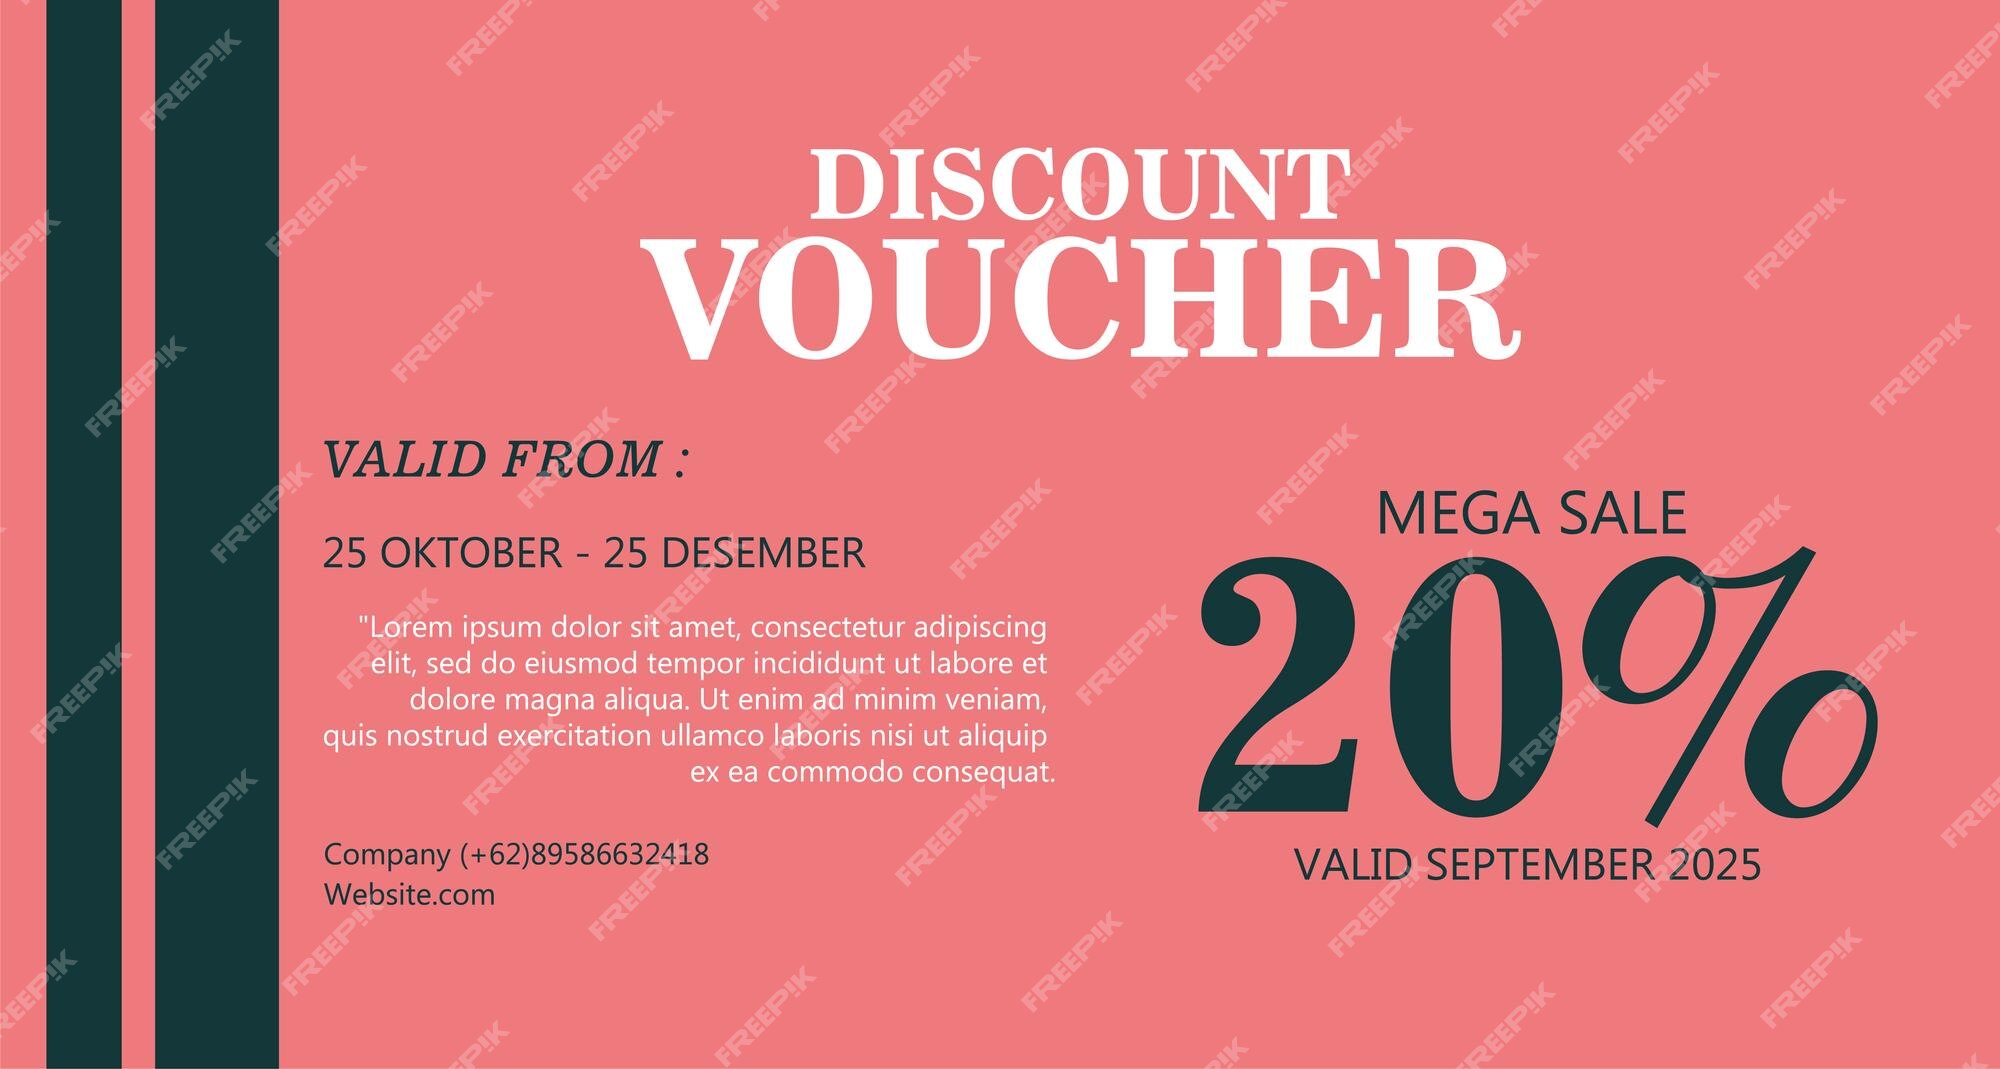 DISCOUNT
VOUCHER
VALID FROM :
25 OKTOBER - 25 DESEMBER
"Lorem ipsum dolor sit amet, consectetur adipiscing
elit, sed do eiusmod tempor incididunt ut labore et
dolore magna aliqua. Ut enim ad minim veniam,
quis nostrud exercitation ullamco laboris nisi ut aliquip
ex ea commodo consequat.
Company (+62)89586632418
Website.com
MEGA SALE
20%
VALID SEPTEMBER 2025
FREEPIK